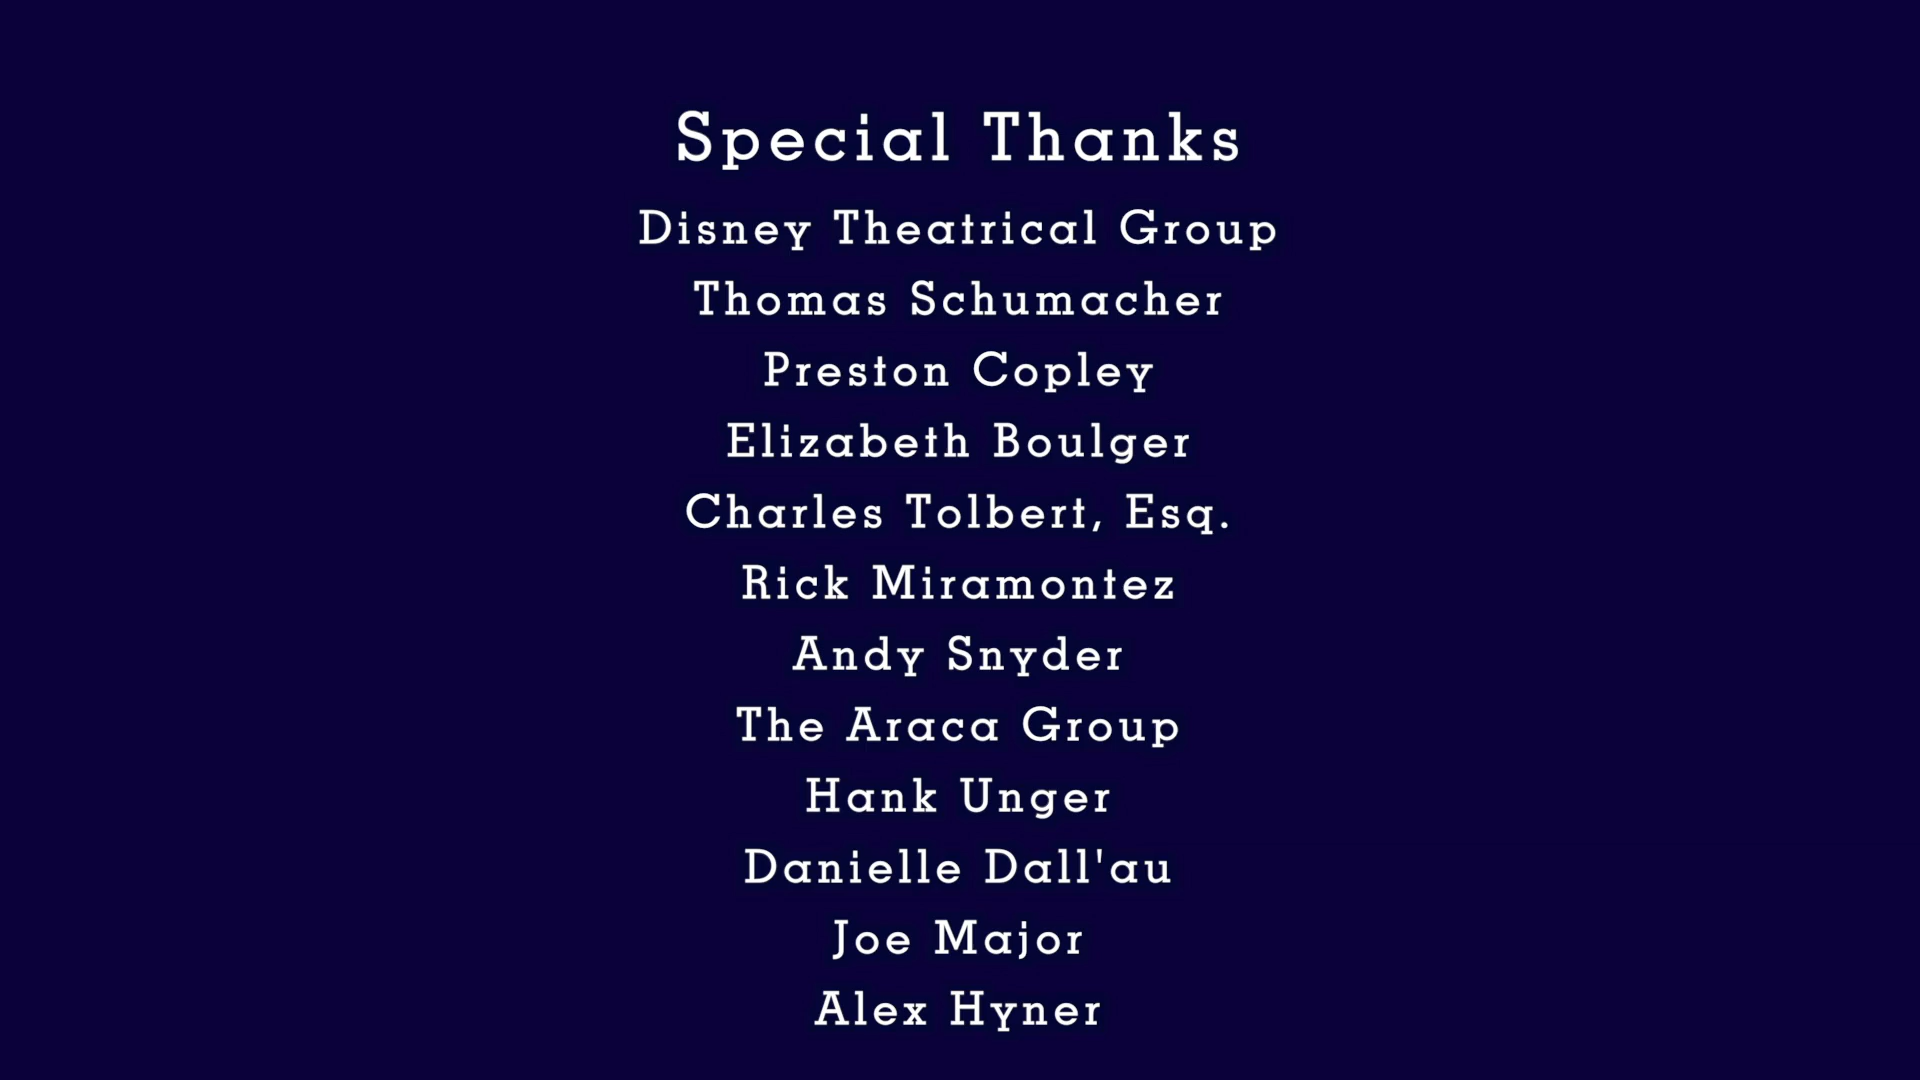 Special Thanks
Disney Theatrical Group
Thomas Schumacher
Preston Copley
Elizabeth Boulger
Charles Tolbert, Esq.
Rick Miramontez
Andy Snyder
The Araca Group
Hank Unger
Danielle Dall'au
Joe Major
Alex Hyner